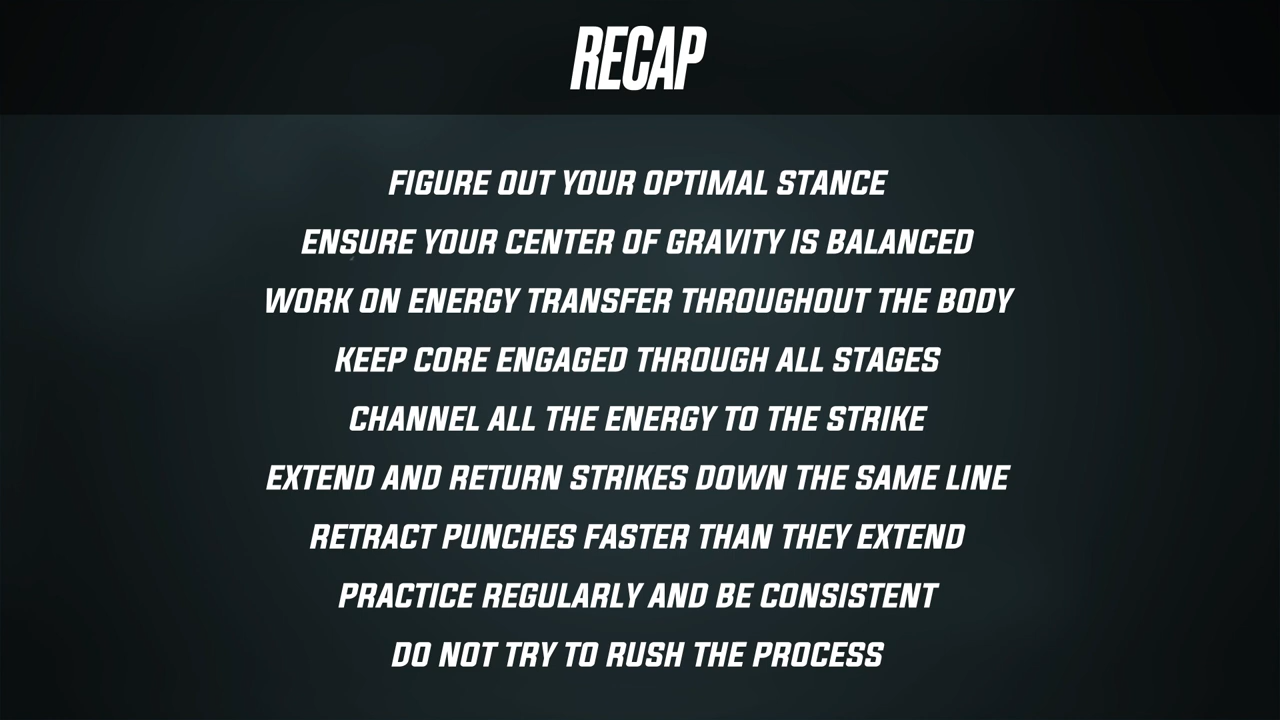 RECAP
FIGURE OUT YOUR OPTIMAL STANCE
ENSURE YOUR CENTER OF GRAVITY IS BALANCED
WORK ON ENERGY TRANSFER THROUGHOUT THE BODY
KEEP CORE ENGAGED THROUGH ALL STAGES
CHANNEL ALL THE ENERGY TO THE STRIKE
EXTEND AND RETURN STRIKES DOWN THE SAME LINE
RETRACT PUNCHES FASTER THAN THEY EXTEND
PRACTICE REGULARLY AND BE CONSISTENT
DO NOT TRY TO RUSH THE PROCESS